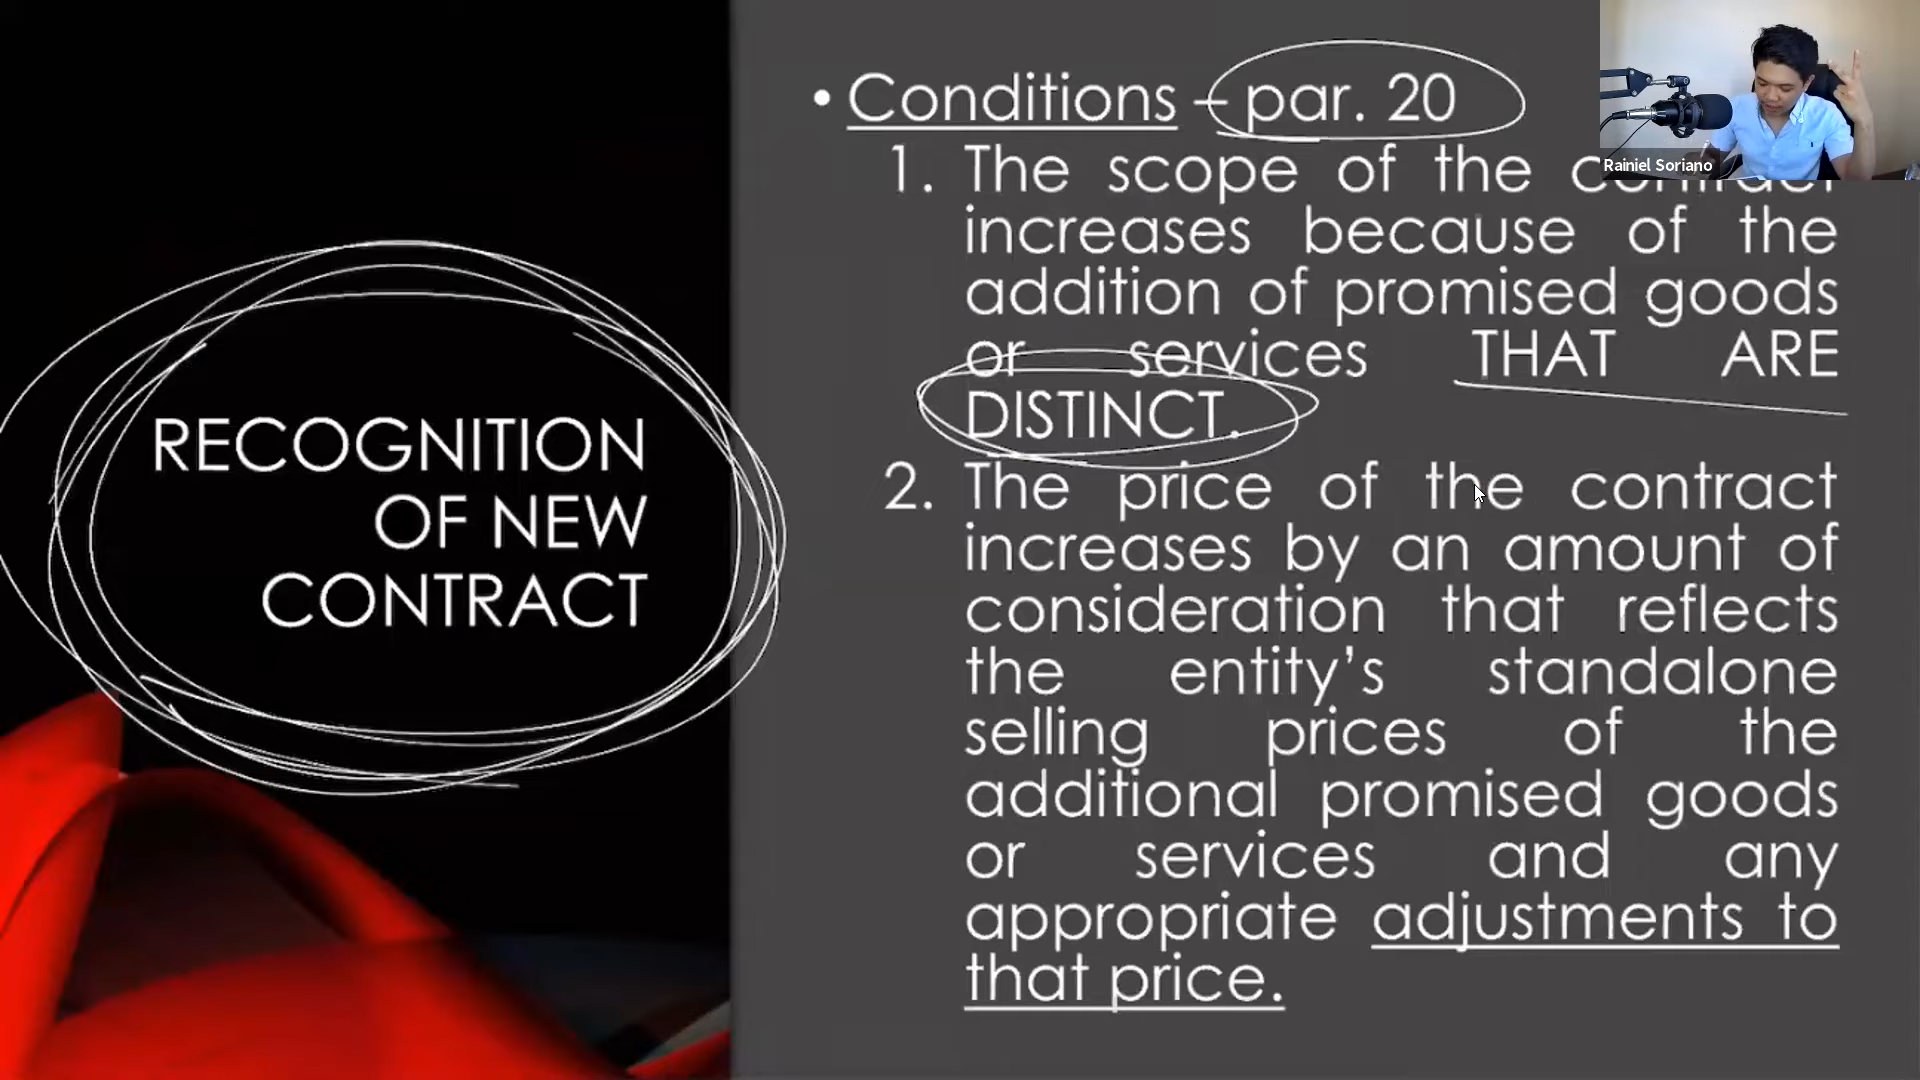 RECOGNITION
OF NEW
CONTRACT
• Conditions – par. 20
1. The scope of the contract
increases because of the
addition of promised goods
or services THAT ARE
DISTINCT.
2. The price of the contract
increases by an amount of
consideration that reflects
the entity’s standalone
selling prices of the
additional promised goods
or services and any
appropriate adjustments to
that price.
Rainiel Soriano